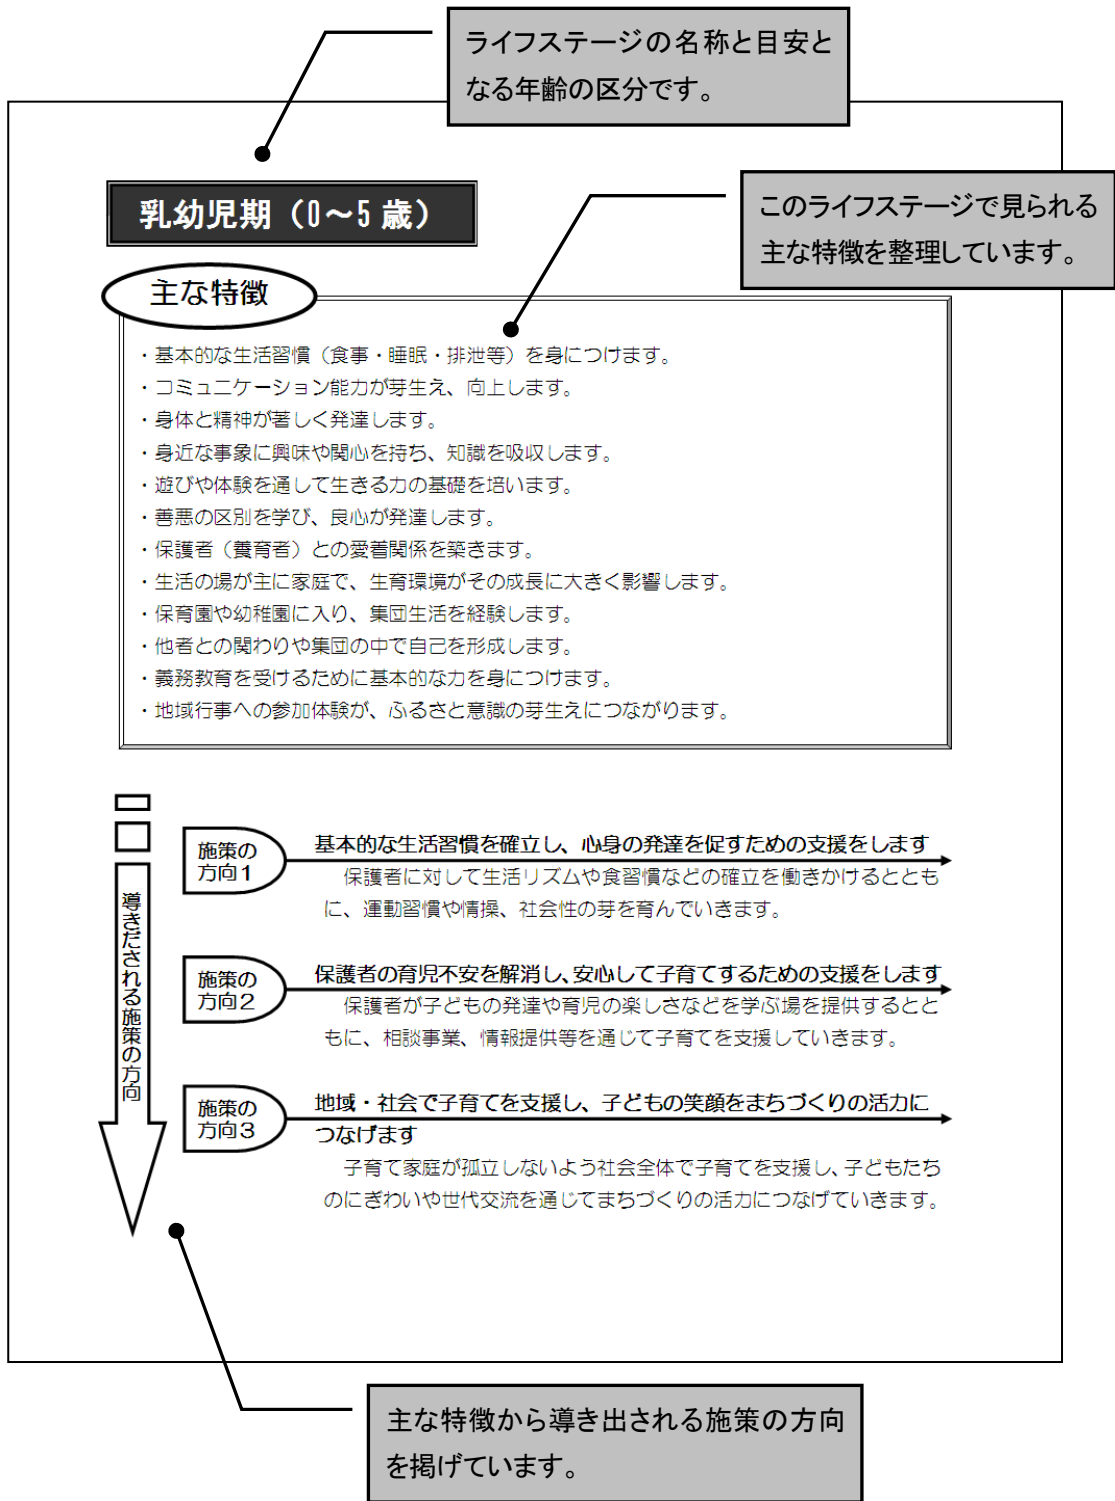 ライフステージの名称と目安と
なる年齢の区分です。
乳幼児期（0～5歳）
このライフステージで見られる
主な特徴を整理しています。
主な特徴
・基本的な生活習慣（食事・睡眠・排泄等）を身につけます。
・コミュニケーション能力が芽生え、向上します。
・身体と精神が著しく発達します。
・身近な事象に興味や関心を持ち、知識を吸収します。
・遊びや体験を通して生きる力の基礎を培います。
・善悪の区別を学び、良心が発達します。
・保護者（養育者）との愛着関係を築きます。
・生活の場が主に家庭で、生育環境がその成長に大きく影響します。
・保育園や幼稚園に入り、集団生活を経験します。
・他者との関わりや集団の中で自己を形成します。
・義務教育を受けるために基本的な力を身につけます。
・地域行事への参加体験が、ふるさと意識の芽生えにつながります。
導きだされる施策の方向
施策の
方向1
基本的な生活習慣を確立し、心身の発達を促すための支援をします
保護者に対して生活リズムや食習慣などの確立を働きかけるととも
に、運動習慣や情操、社会性の芽を育んでいきます。
施策の
方向2
保護者の育児不安を解消し、安心して子育てするための支援をします
保護者が子どもの発達や育児の楽しさなどを学ぶ場を提供するとと
もに、相談事業、情報提供等を通じて子育てを支援していきます。
施策の
方向3
地域・社会で子育てを支援し、子どもの笑顔をまちづくりの活力に
つなげます
子育て家庭が孤立しないよう社会全体で子育てを支援し、子どもたち
のにぎわいや世代交流を通じてまちづくりの活力につなげていきます。
主な特徴から導き出される施策の方向
を掲げています。